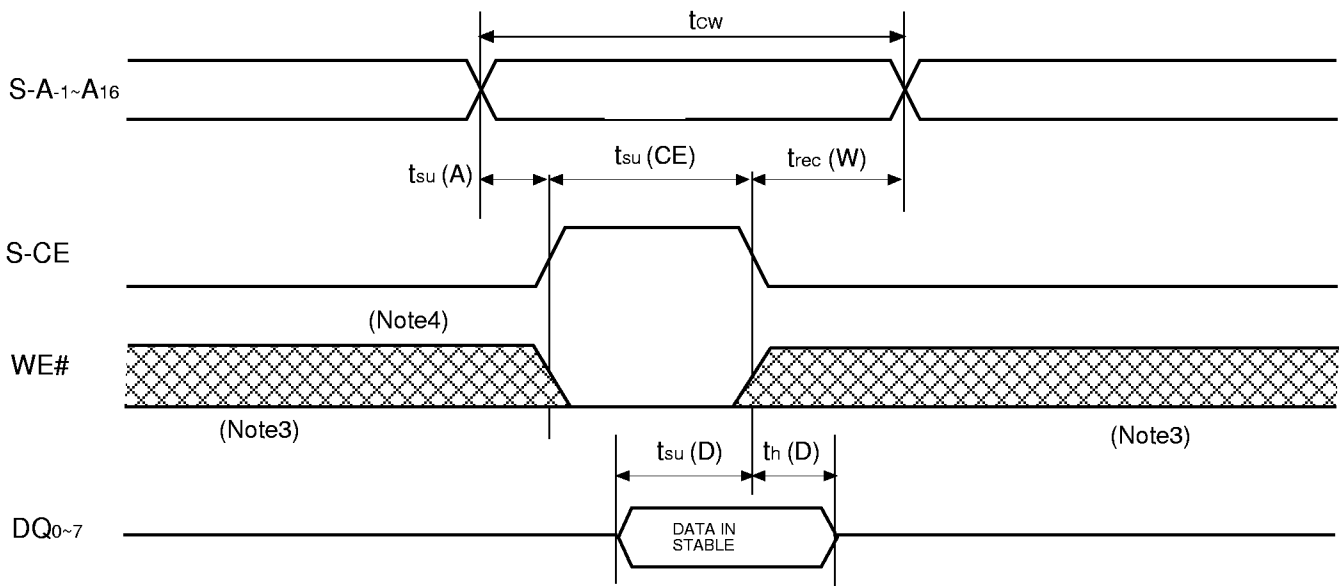 tCW
S-A-1~A16
tsu (A)
tsu (CE)
trec (W)
S-CE
(Note4)
WE#
(Note3)
(Note3)
tsu (D)
th (D)
DQ0~7
DATA IN
STABLE